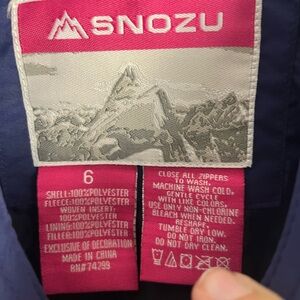 SNOZU
6
SHELL:100%POLYESTER
FLEECE:100%POLYESTER
WOVEN INSERT:
100%POLYESTER
LINING:100%POLYESTER
FILLER:100%POLYESTER
EXCLUSIVE OF DECORATION
MADE IN CHINA
RN#74299
CLOSE ALL ZIPPERS
TO WASH.
MACHINE WASH COLD,
GENTLE CYCLE
WITH LIKE COLORS.
USE ONLY NON-CHLORINE
BLEACH WHEN NEEDED.
RESHAPE.
TUMBLE DRY LOW.
DO NOT IRON.
DO NOT DRY CLEAN.